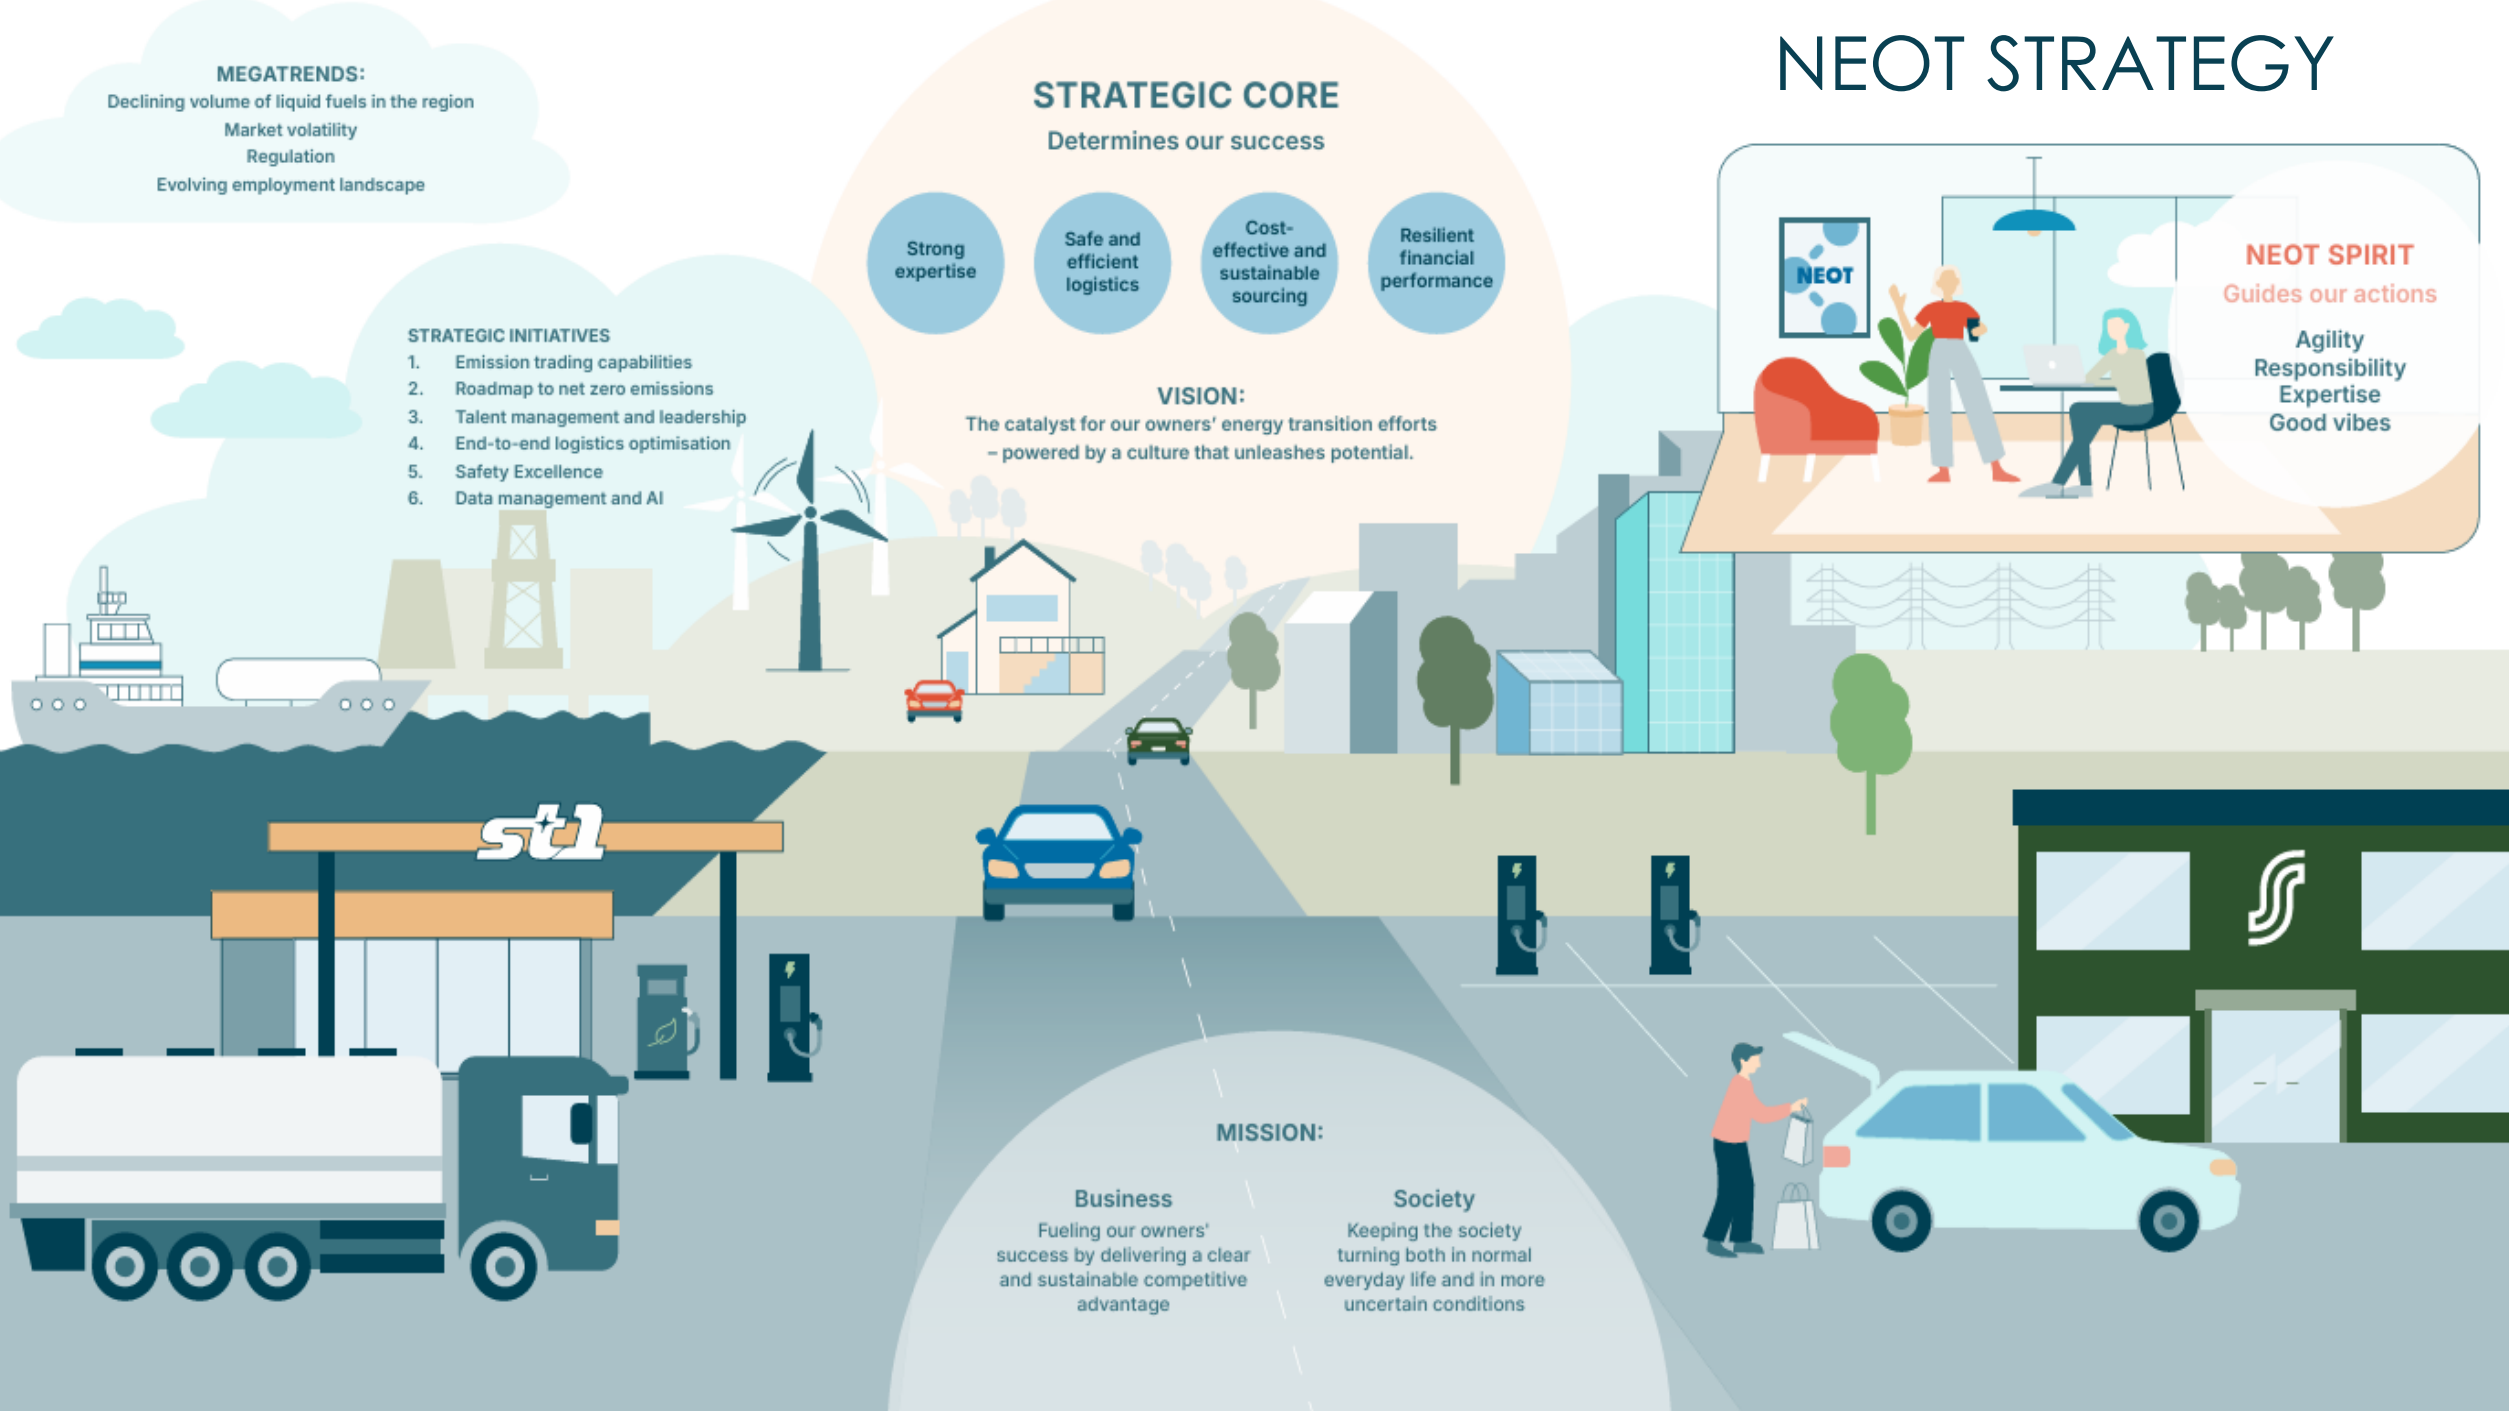 NEOT STRATEGY
MEGATRENDS:
Declining volume of liquid fuels in the region
Market volatility
Regulation
Evolving employment landscape
STRATEGIC CORE
Determines our success
Strong
expertise
Safe and
efficient
logistics
Cost-
effective and
sustainable
sourcing
Resilient
financial
performance
NEOT
NEOT SPIRIT
Guides our actions
Agility
Responsibility
Expertise
Good vibes
STRATEGIC INITIATIVES
1. Emission trading capabilities
2. Roadmap to net zero emissions
3. Talent management and leadership
4. End-to-end logistics optimisation
5. Safety Excellence
6. Data management and AI
VISION:
The catalyst for our owners’ energy transition efforts
– powered by a culture that unleashes potential.
st1
S
MISSION:
Business
Fueling our owners'
success by delivering a clear
and sustainable competitive
advantage
Society
Keeping the society
turning both in normal
everyday life and in more
uncertain conditions